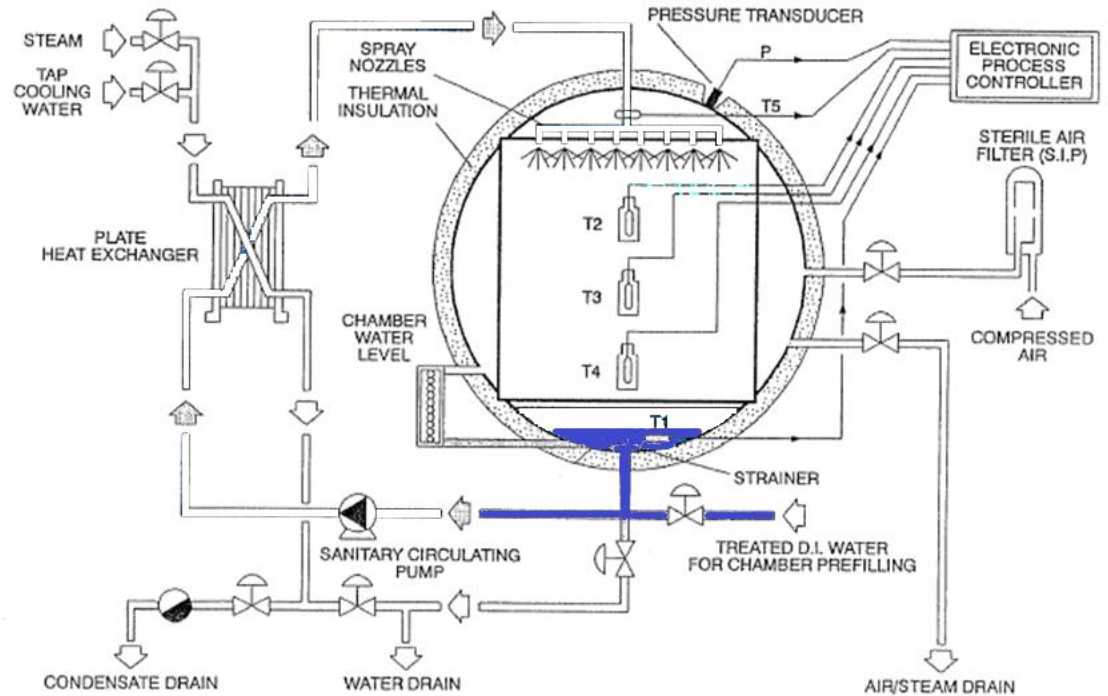 STEAM
TAP
COOLING
WATER
SPRAY
NOZZLES
THERMAL
INSULATION
PRESSURE TRANSDUCER
P
T5
ELECTRONIC
PROCESS
CONTROLLER
STERILE AIR
FILTER (S.I.P)
PLATE
HEAT EXCHANGER
T2
T3
T4
CHAMBER
WATER
LEVEL
COMPRESSED
AIR
T1
STRAINER
SANITARY CIRCULATING
PUMP
TREATED D.I. WATER
FOR CHAMBER PREFILLING
CONDENSATE DRAIN
WATER DRAIN
AIR/STEAM DRAIN